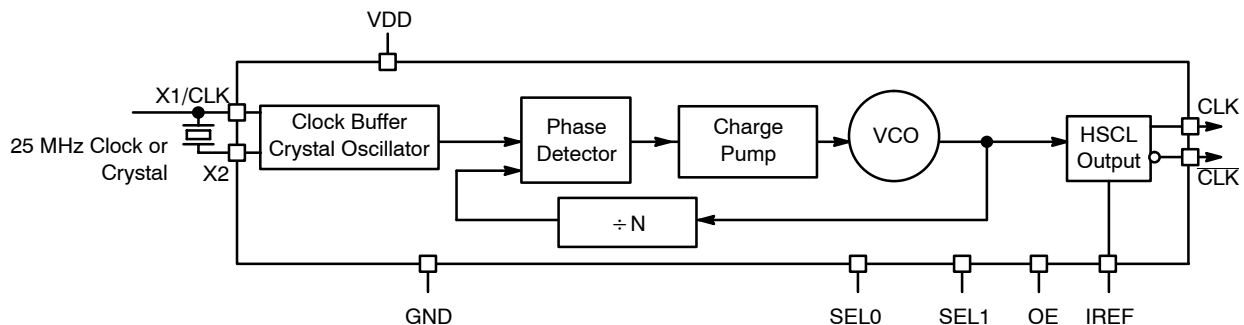 VDD
X1/CLK
25 MHz Clock or
Crystal
X2
Clock Buffer
Crystal Oscillator
Phase
Detector
Charge
Pump
VCO
HSCL
Output
CLK
CLK
÷ N
GND
SEL0
SEL1
OE
IREF